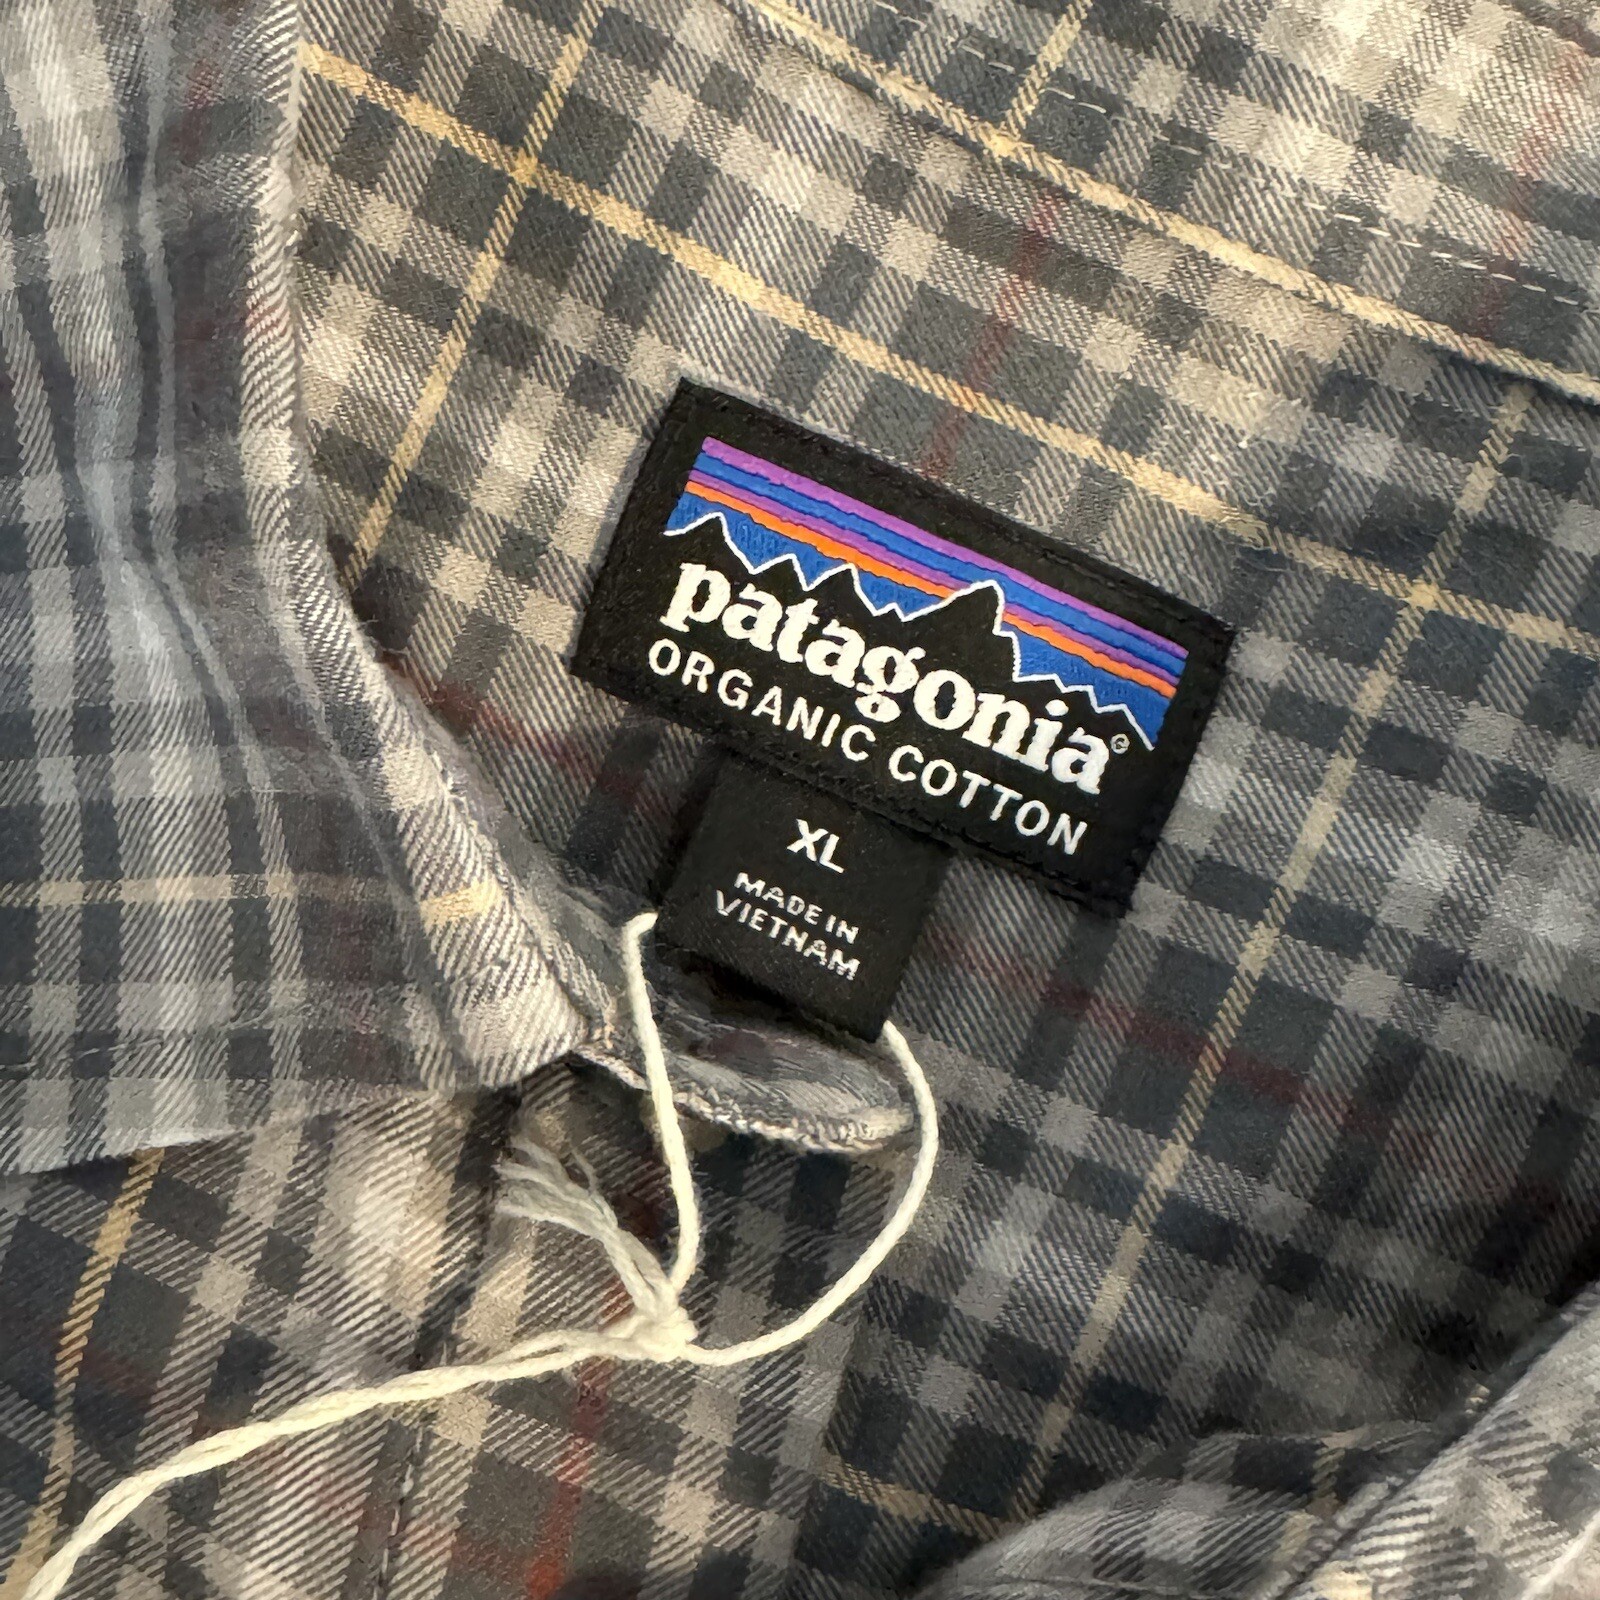 patagonia®
ORGANIC COTTON
XL
MADE IN
VIETNAM